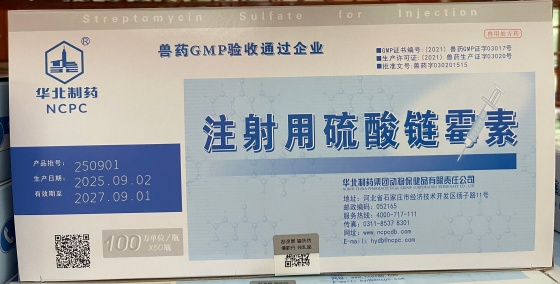 Streptomycin Sulfate for Injection
兽用处方药
兽药GMP验收通过企业
■GMP证书编号:(2021) 兽药GMP证字03017号
■生产许可证:(2021) 兽药生产证字03020号
■批准文号:兽药字030201515
®
华北制药
NCPC
注射用硫酸链霉素
产品批号: 250901
生产日期: 2025.09.02
有效期至 2027.09.01
华北制药集团动物保健品有限责任公司
地址: 河北省石家庄市经济技术开发区扬子路11号
邮政编码: 052165
服务热线: 4000-717-111
传真: 0311-8537 8301
网址: www.ncpcdb.com
E-mail: hydb@ncpc.com
100万单位/瓶
×50瓶